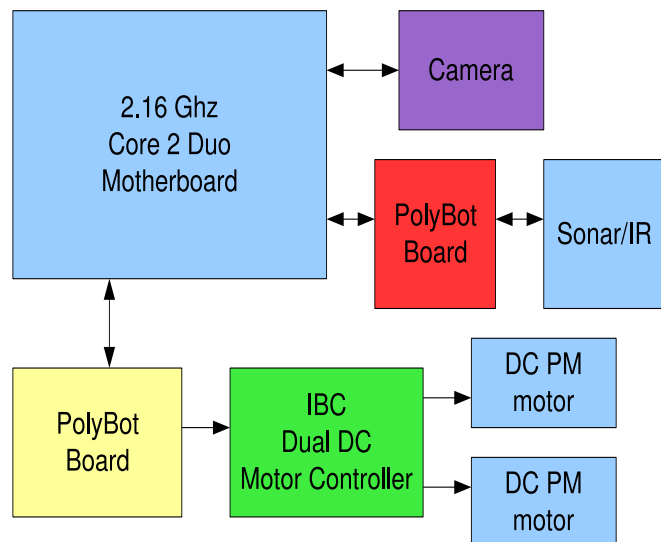 2.16 Ghz
Core 2 Duo
Motherboard
Camera
PolyBot
Board
Sonar/IR
PolyBot
Board
IBC
Dual DC
Motor Controller
DC PM
motor
DC PM
motor